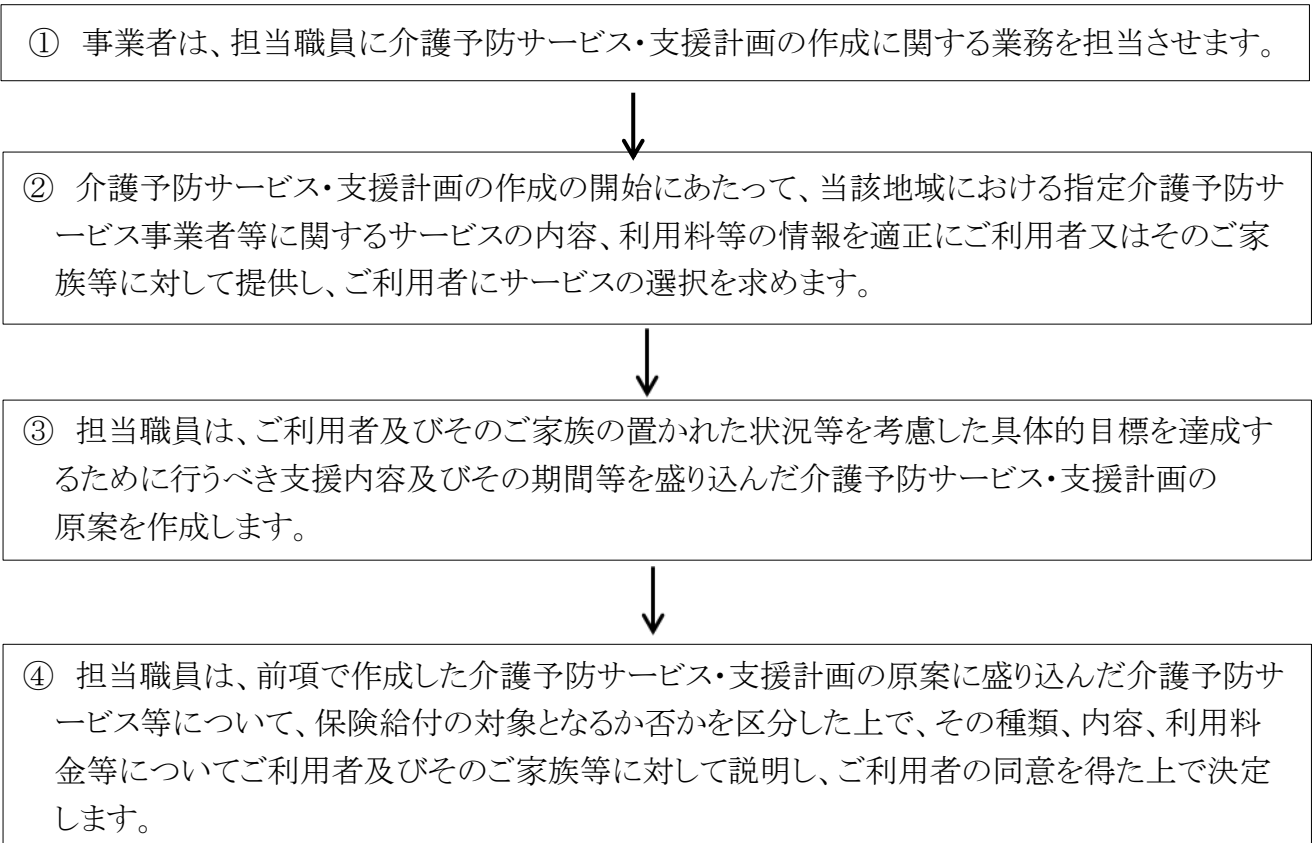 ① 事業者は、担当職員に介護予防サービス・支援計画の作成に関する業務を担当させます。
② 介護予防サービス・支援計画の作成の開始にあたって、当該地域における指定介護予防サ
ービス事業者等に関するサービスの内容、利用料等の情報を適正にご利用者又はそのご家
族等に対して提供し、ご利用者にサービスの選択を求めます。
③ 担当職員は、ご利用者及びそのご家族の置かれた状況等を考慮した具体的目標を達成す
るために行うべき支援内容及びその期間等を盛り込んだ介護予防サービス・支援計画の
原案を作成します。
④ 担当職員は、前項で作成した介護予防サービス・支援計画の原案に盛り込んだ介護予防サ
ービス等について、保険給付の対象となるか否かを区分した上で、その種類、内容、利用料
金等についてご利用者及びそのご家族等に対して説明し、ご利用者の同意を得た上で決定
します。